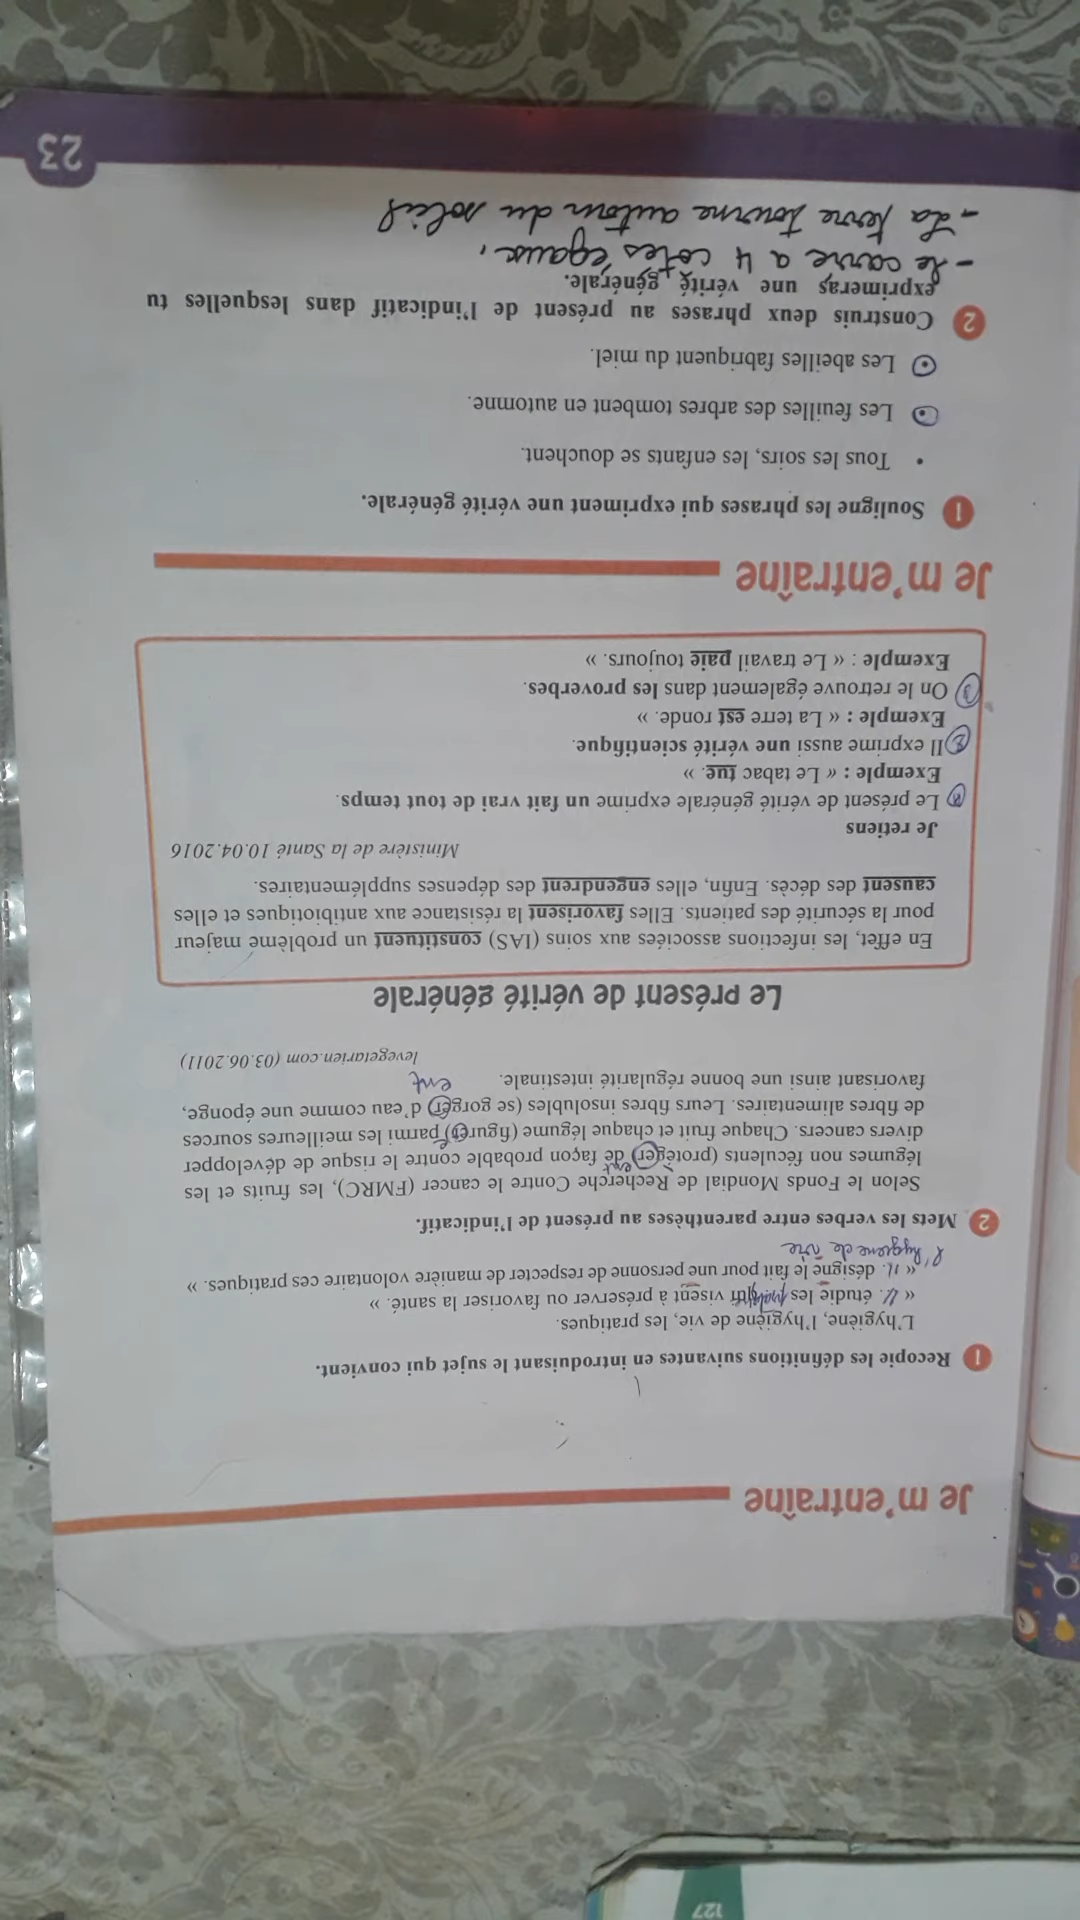 Je m'entraîne
1 Recopie les définitions suivantes en introduisant le sujet qui convient.
L'hygiène, l'hygiène de vie, les pratiques.
« . étudie les qui visent à préserver ou favoriser la santé. »
« . désigne le fait pour une personne de respecter de manière volontaire ces pratiques. »
l'hygiene de vie
2 Mets les verbes entre parenthèses au présent de l'indicatif.
Selon le Fonds Mondial de Recherche Contre le cancer (FMRC), les fruits et les
ent
légumes non féculents (protéger) de façon probable contre le risque de développer
divers cancers. Chaque fruit et chaque légume (figurer) parmi les meilleures sources
de fibres alimentaires. Leurs fibres insolubles (se gorger) d'eau comme une éponge,
favorisant ainsi une bonne régularité intestinale. ent
levegetarien.com (03.06.2011)
Le présent de vérité générale
En effet, les infections associées aux soins (IAS) constituent un problème majeur
pour la sécurité des patients. Elles favorisent la résistance aux antibiotiques et elles
causent des décès. Enfin, elles engendrent des dépenses supplémentaires.
Ministère de la Santé 10.04.2016
Je retiens
Le présent de vérité générale exprime un fait vrai de tout temps.
Exemple : « Le tabac tue. »
2 Il exprime aussi une vérité scientifique.
Exemple : « La terre est ronde. »
3 On le retrouve également dans les proverbes.
Exemple : « Le travail paie toujours. »
Je m'entraîne
1 Souligne les phrases qui expriment une vérité générale.
• Tous les soirs, les enfants se douchent.
• Les feuilles des arbres tombent en automne.
• Les abeilles fabriquent du miel.
2 Construis deux phrases au présent de l'indicatif dans lesquelles tu
exprimeras une vérité générale.
- le carre a 4 cotes égaux.
- La terre tourne autour du soleil
23
127